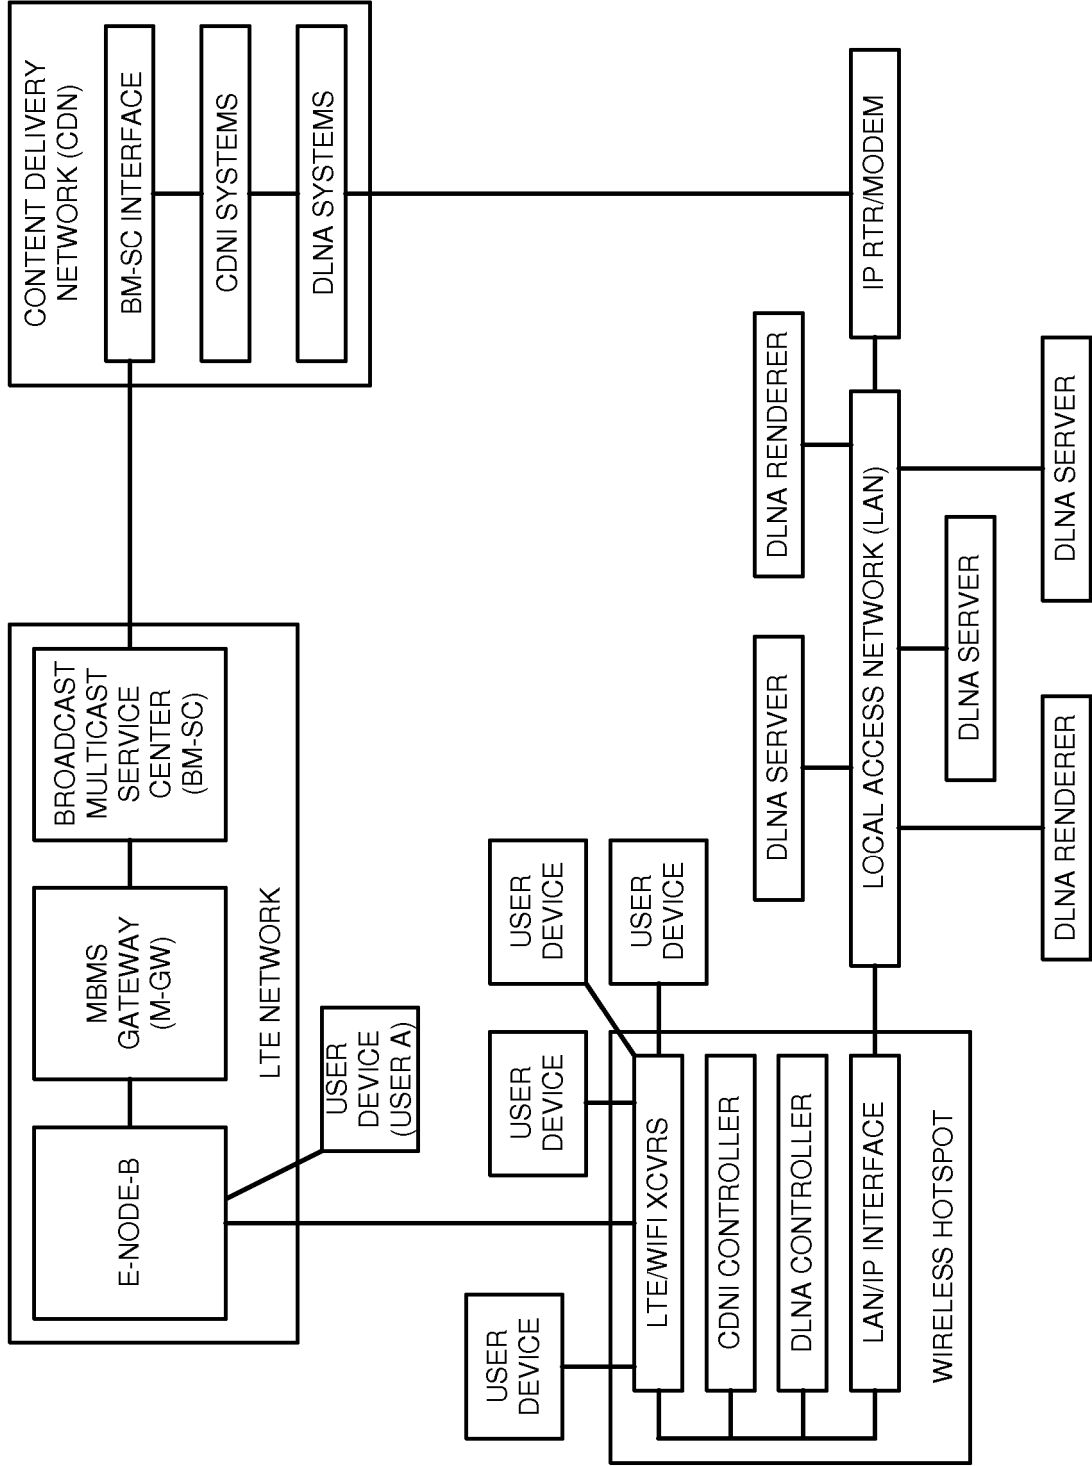 BROADCAST
MULTICAST
SERVICE
CENTER
(BM-SC)
MBMS
GATEWAY
(M-GW)
E-NODE-B
LTE NETWORK
CONTENT DELIVERY
NETWORK (CDN)
BM-SC INTERFACE
CDNI SYSTEMS
DLNA SYSTEMS
USER
DEVICE
(USER A)
USER
DEVICE
USER
DEVICE
USER
DEVICE
USER
DEVICE
LTE/WIFI XCVRS
CDNI CONTROLLER
DLNA CONTROLLER
LAN/IP INTERFACE
WIRELESS HOTSPOT
DLNA SERVER
DLNA RENDERER
LOCAL ACCESS NETWORK (LAN)
IP RTR/MODEM
DLNA SERVER
DLNA RENDERER
DLNA SERVER